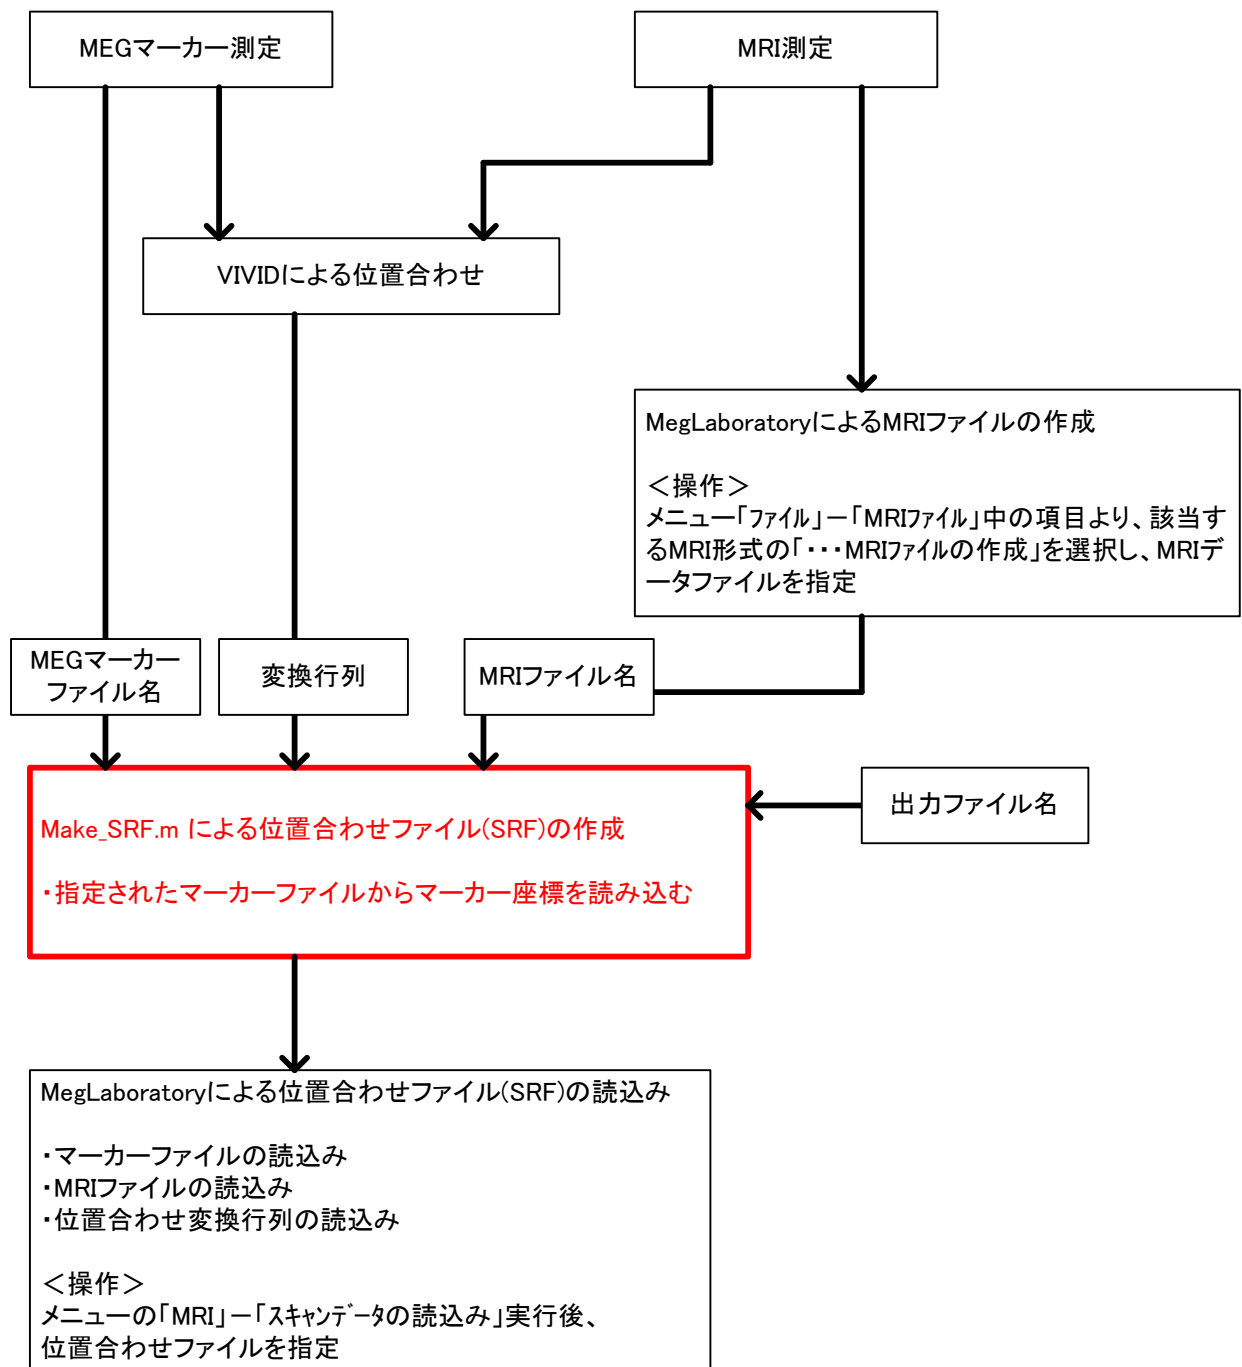 MEGマーカー測定
MRI測定
VIVIDによる位置合わせ
MegLaboratoryによるMRIファイルの作成
＜操作＞
メニュー「ファイル」－「MRIファイル」中の項目より、該当す
るMRI形式の「・・・MRIファイルの作成」を選択し、MRIデ
ータファイルを指定
MEGマーカー
ファイル名
変換行列
MRIファイル名
Make_SRF.m による位置合わせファイル(SRF)の作成
・指定されたマーカーファイルからマーカー座標を読み込む
出力ファイル名
MegLaboratoryによる位置合わせファイル(SRF)の読込み
・マーカーファイルの読込み
・MRIファイルの読込み
・位置合わせ変換行列の読込み
＜操作＞
メニューの「MRI」－「スキャンデータの読込み」実行後、
位置合わせファイルを指定